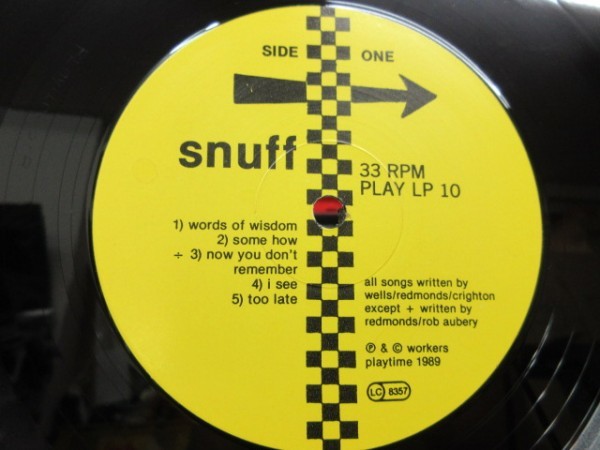 SIDE ONE
snuff
33 RPM
PLAY LP 10
1) words of wisdom
2) some how
÷ 3) now you don't
remember
4) i see
5) too late
all songs written by
wells/redmonds/crighton
except + written by
redmonds/rob aubery
℗ & © workers
playtime 1989
LC 8357